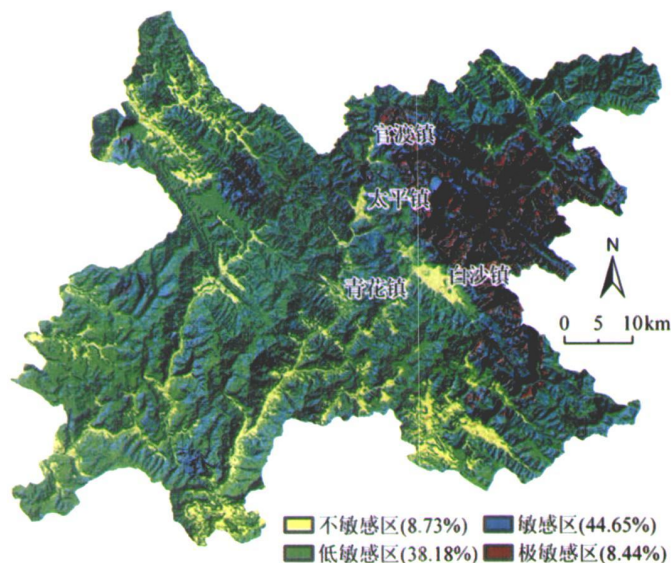 官渡镇
太平镇
N
青花镇
白沙镇
0 5 10km
不敏感区(8.73%)
敏感区(44.65%)
低敏感区(38.18%)
极敏感区(8.44%)